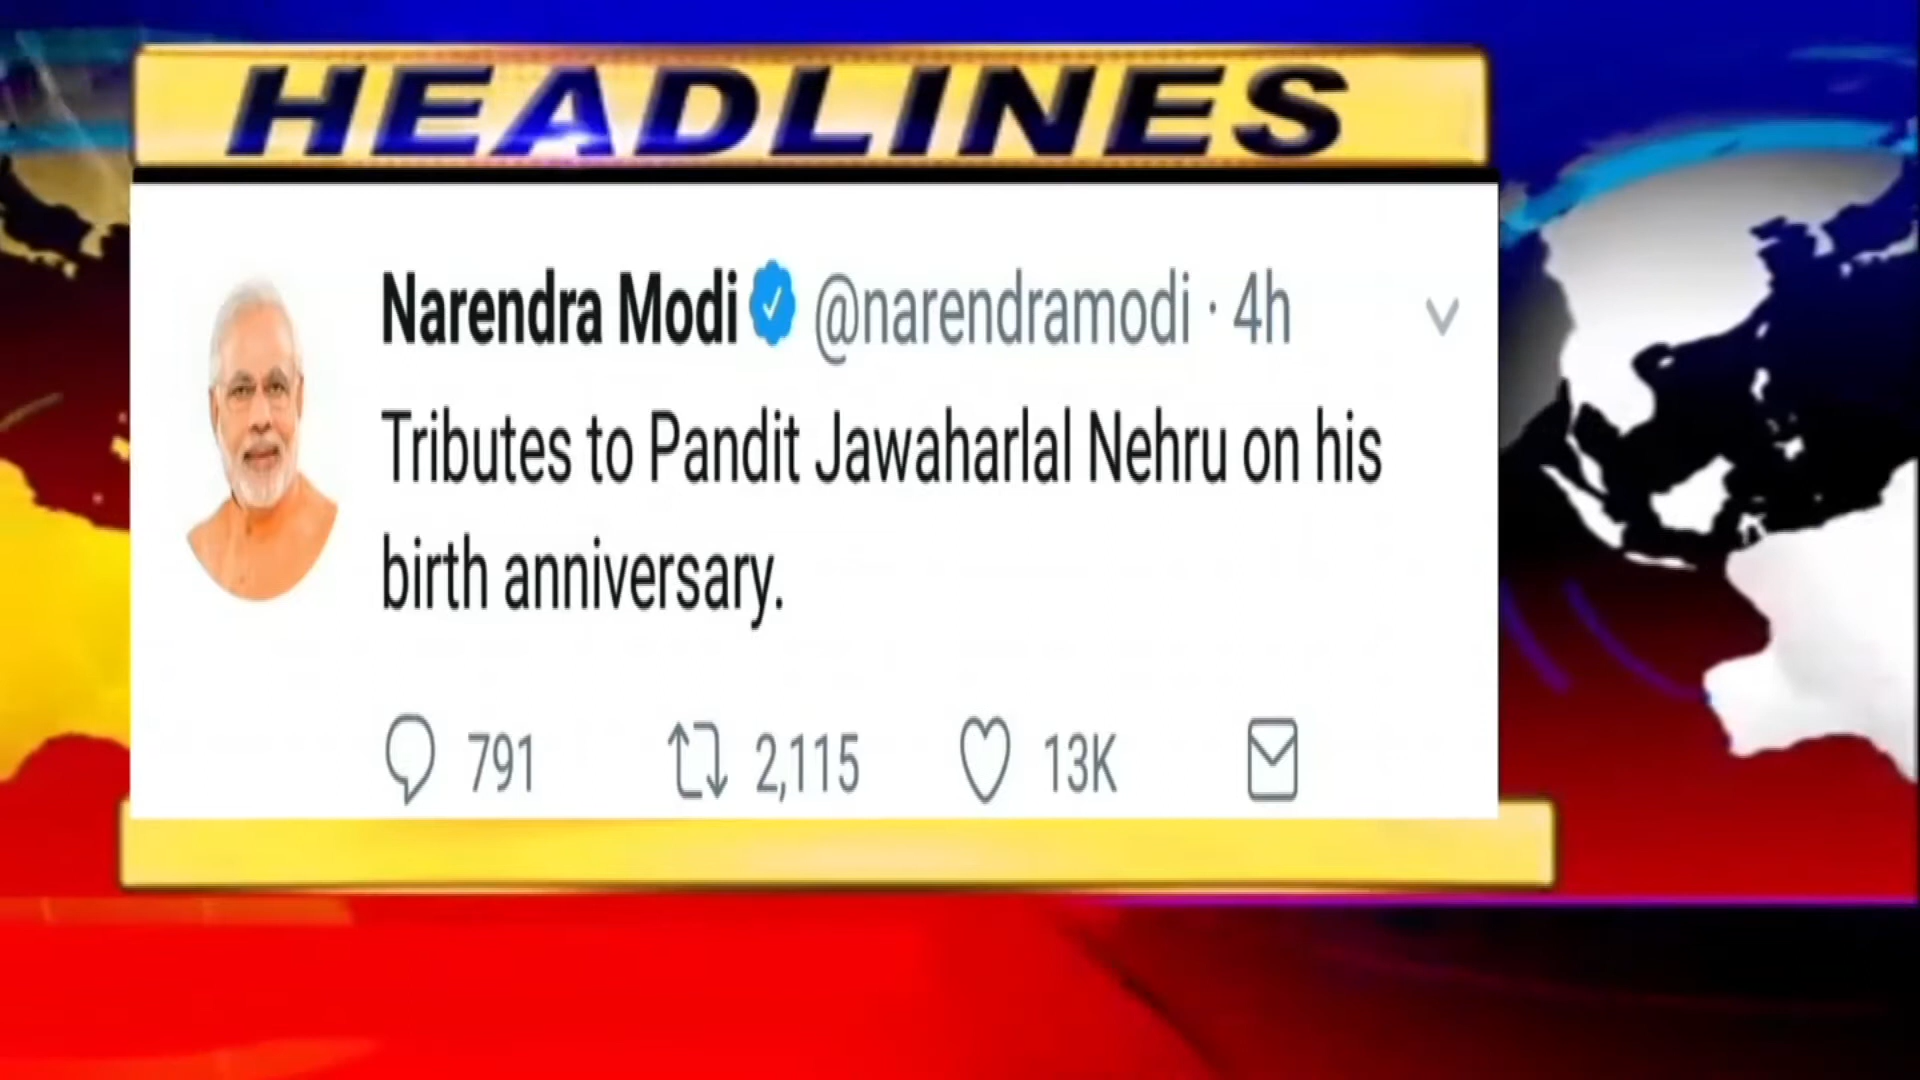 HEADLINES
Narendra Modi @narendramodi · 4h
Tributes to Pandit Jawaharlal Nehru on his
birth anniversary.
791 2,115 13K